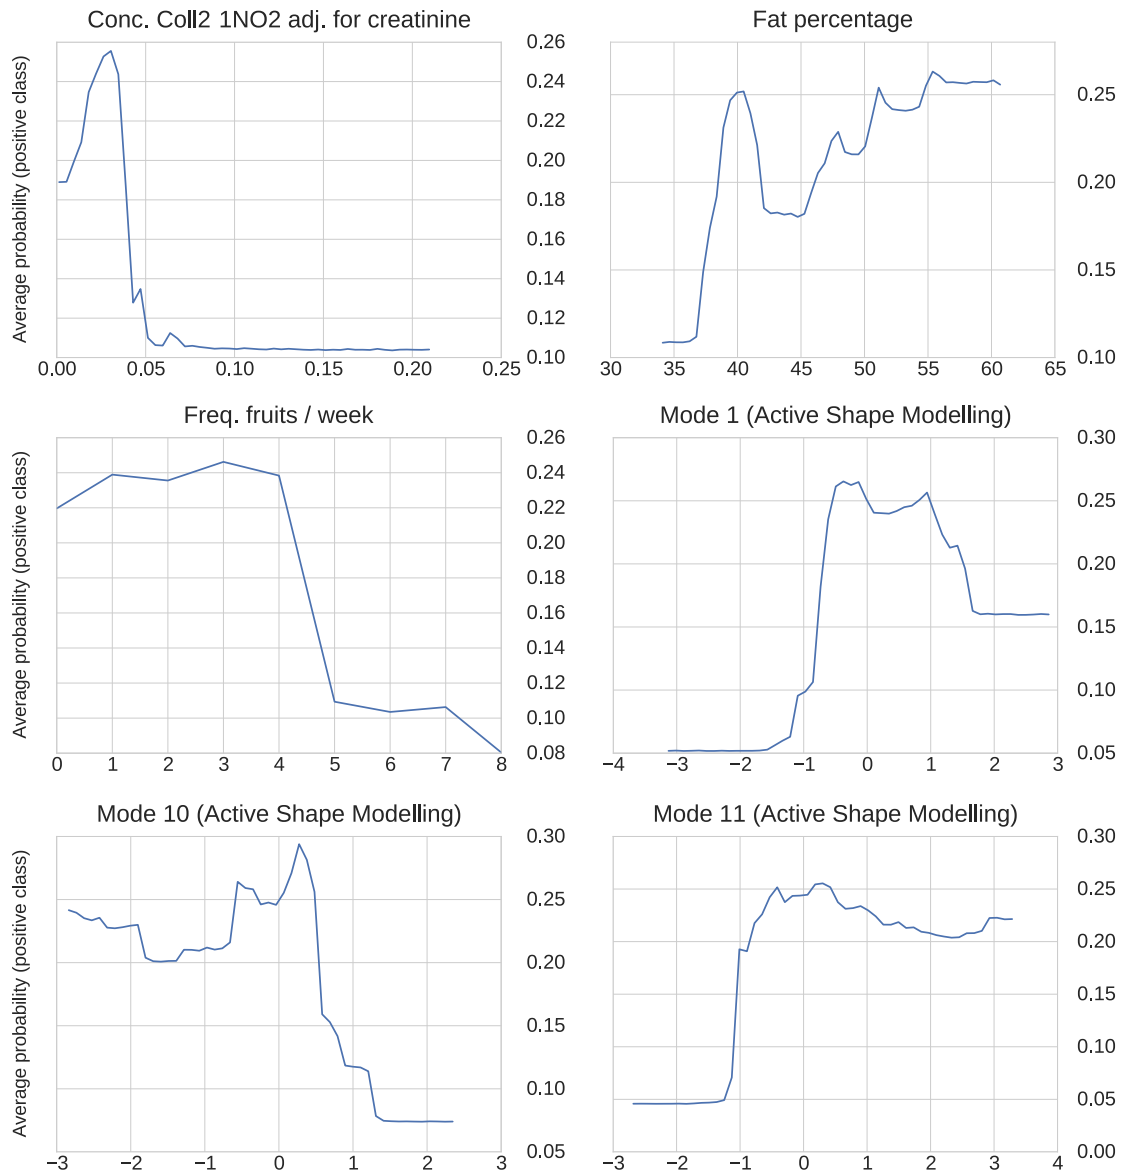 Conc. Coll2 1NO2 adj. for creatinine
Average probability (positive class)
0.26
0.24
0.22
0.20
0.18
0.16
0.14
0.12
0.10
0.00 0.05 0.10 0.15 0.20 0.25
Fat percentage
0.25
0.20
0.15
0.10
30 35 40 45 50 55 60 65
Freq. fruits / week
Average probability (positive class)
0.26
0.24
0.22
0.20
0.18
0.16
0.14
0.12
0.10
0.08
0 1 2 3 4 5 6 7 8
Mode 1 (Active Shape Modelling)
0.30
0.25
0.20
0.15
0.10
0.05
−4 −3 −2 −1 0 1 2 3
Mode 10 (Active Shape Modelling)
Average probability (positive class)
0.30
0.25
0.20
0.15
0.10
0.05
−3 −2 −1 0 1 2 3
Mode 11 (Active Shape Modelling)
0.30
0.25
0.20
0.15
0.10
0.05
0.00
−3 −2 −1 0 1 2 3 4